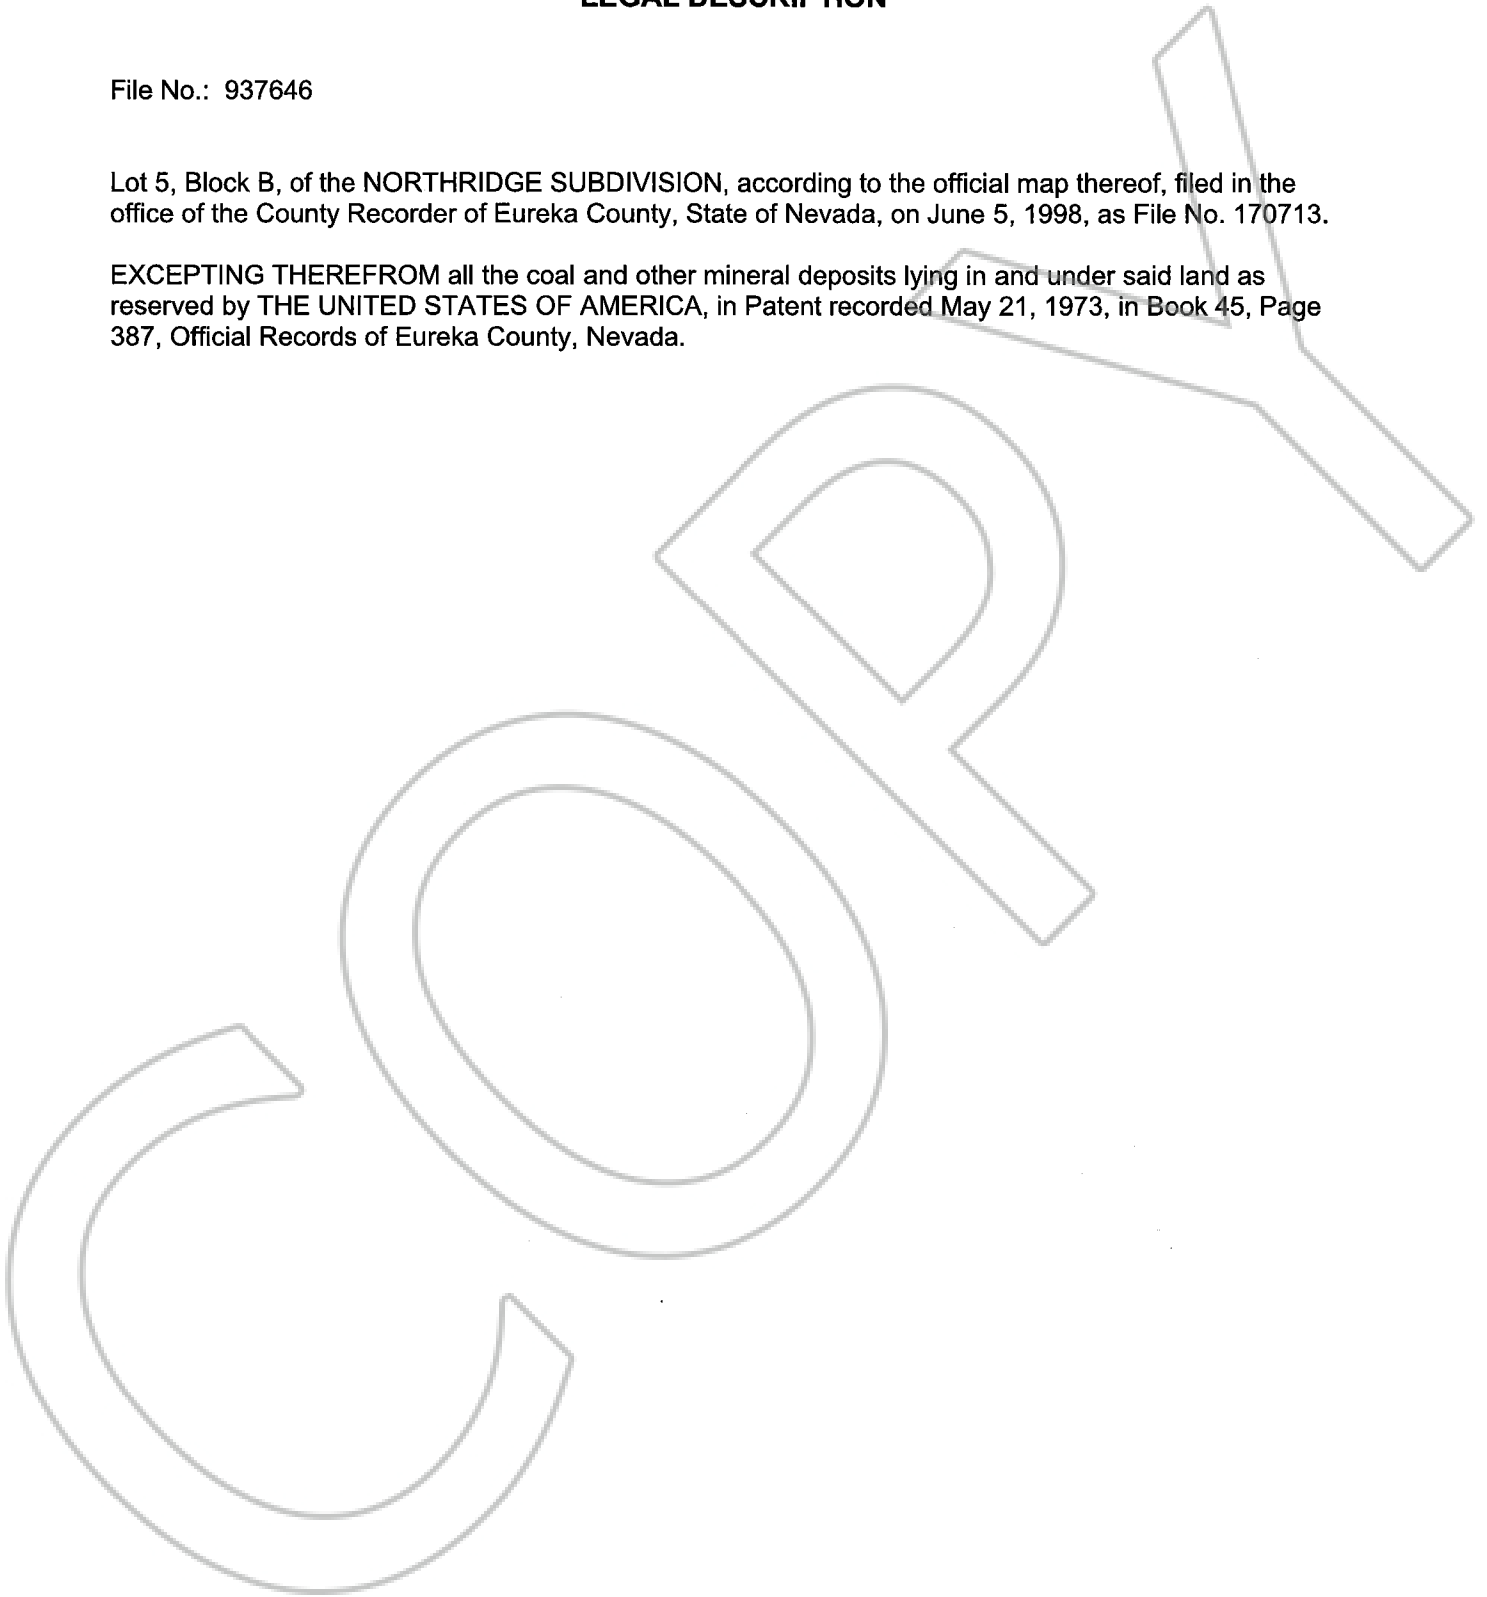 LEGAL DESCRIPTION
File No.: 937646
Lot 5, Block B, of the NORTHRIDGE SUBDIVISION, according to the official map thereof, filed in the
office of the County Recorder of Eureka County, State of Nevada, on June 5, 1998, as File No. 170713.
EXCEPTING THEREFROM all the coal and other mineral deposits lying in and under said land as
reserved by THE UNITED STATES OF AMERICA, in Patent recorded May 21, 1973, in Book 45, Page
387, Official Records of Eureka County, Nevada.
COPY